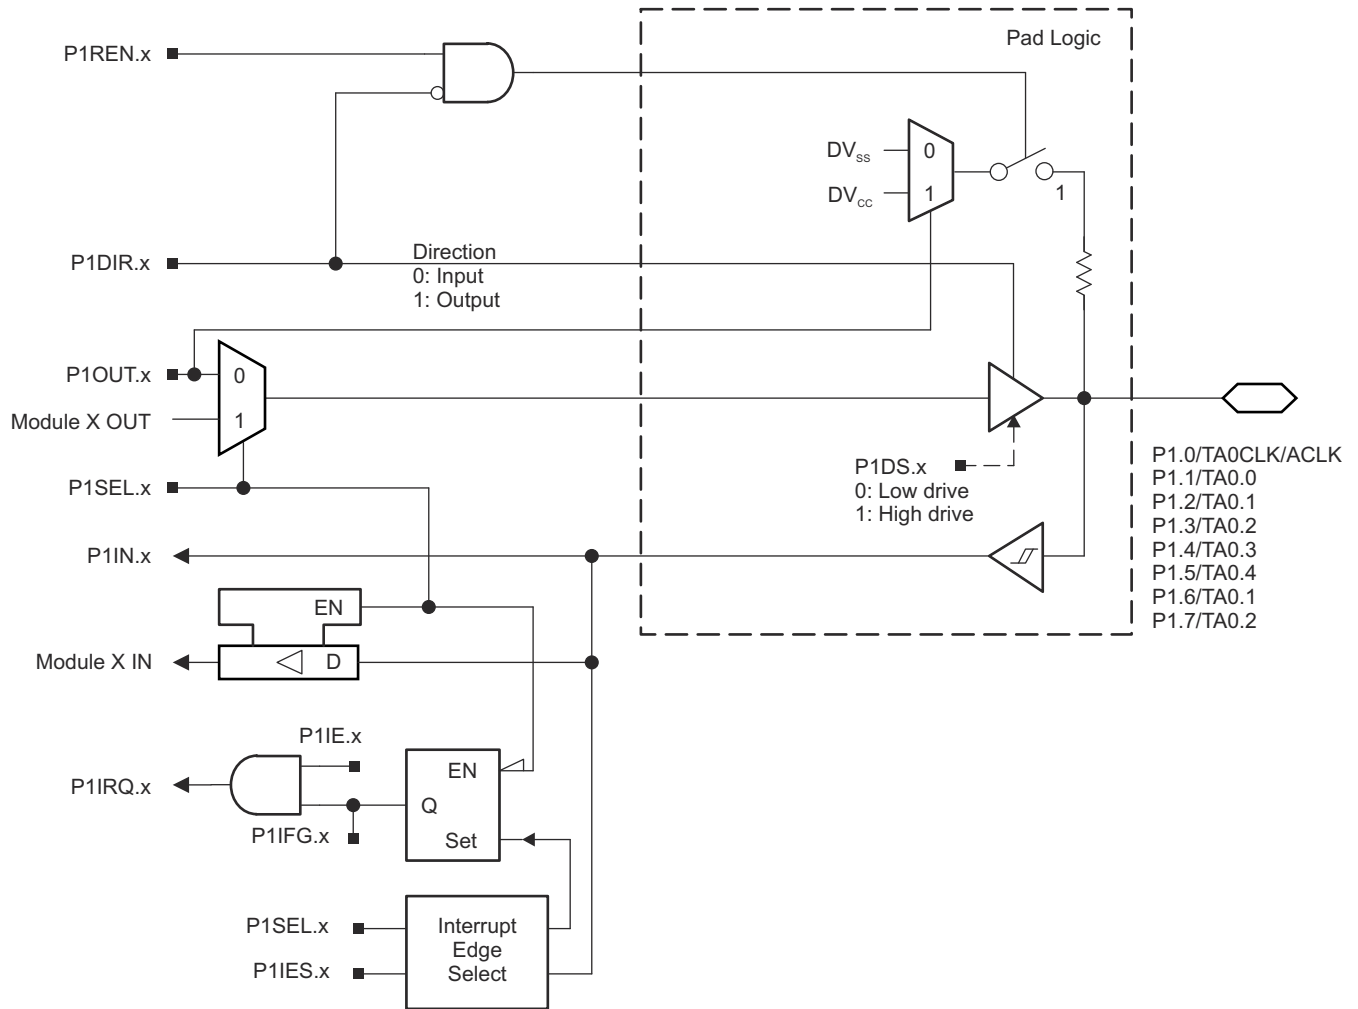 Pad Logic
P1REN.x
DVSS
0
DVCC
1
1
P1DIR.x
Direction
0: Input
1: Output
P1OUT.x
0
Module X OUT
1
P1SEL.x
P1DS.x
0: Low drive
1: High drive
P1.0/TA0CLK/ACLK
P1.1/TA0.0
P1.2/TA0.1
P1.3/TA0.2
P1.4/TA0.3
P1.5/TA0.4
P1.6/TA0.1
P1.7/TA0.2
P1IN.x
EN
Module X IN
D
P1IE.x
EN
P1IRQ.x
Q
P1IFG.x
Set
P1SEL.x
P1IES.x
Interrupt
Edge
Select